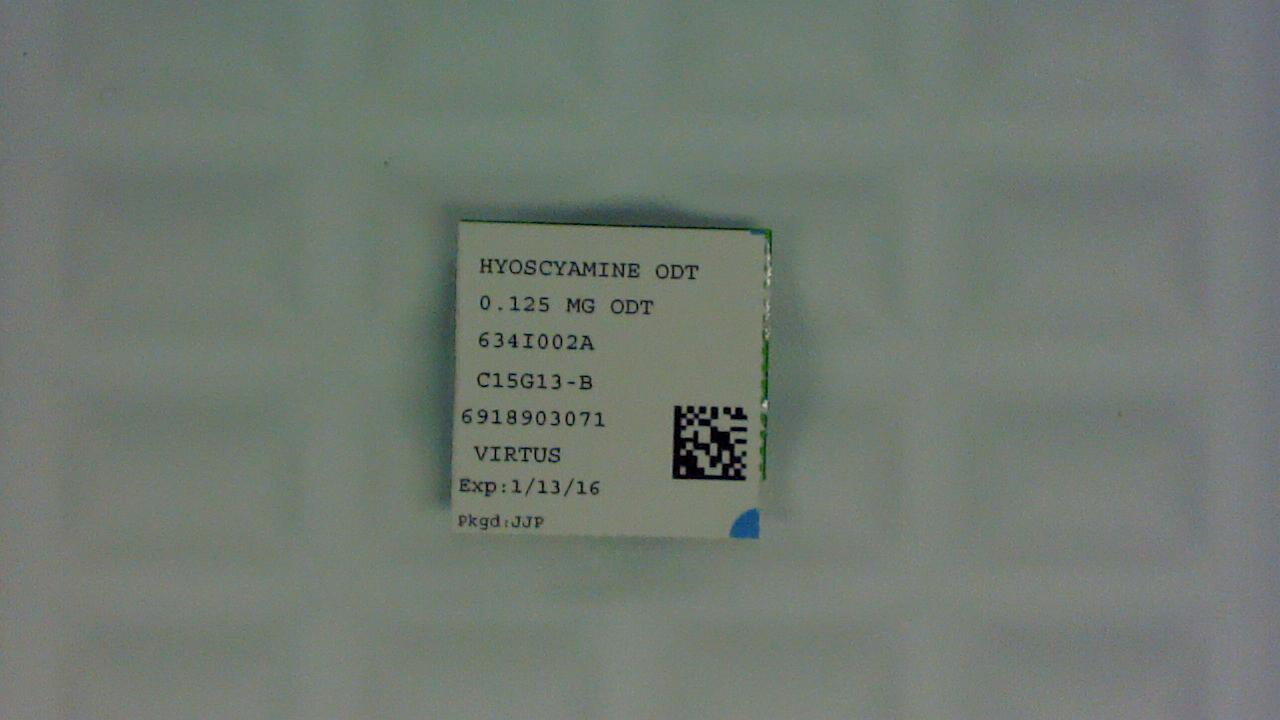 HYOSCYAMINE ODT
0.125 MG ODT
634I002A
C15G13-B
6918903071
VIRTUS
Exp:1/13/16
Pkgd:JJP